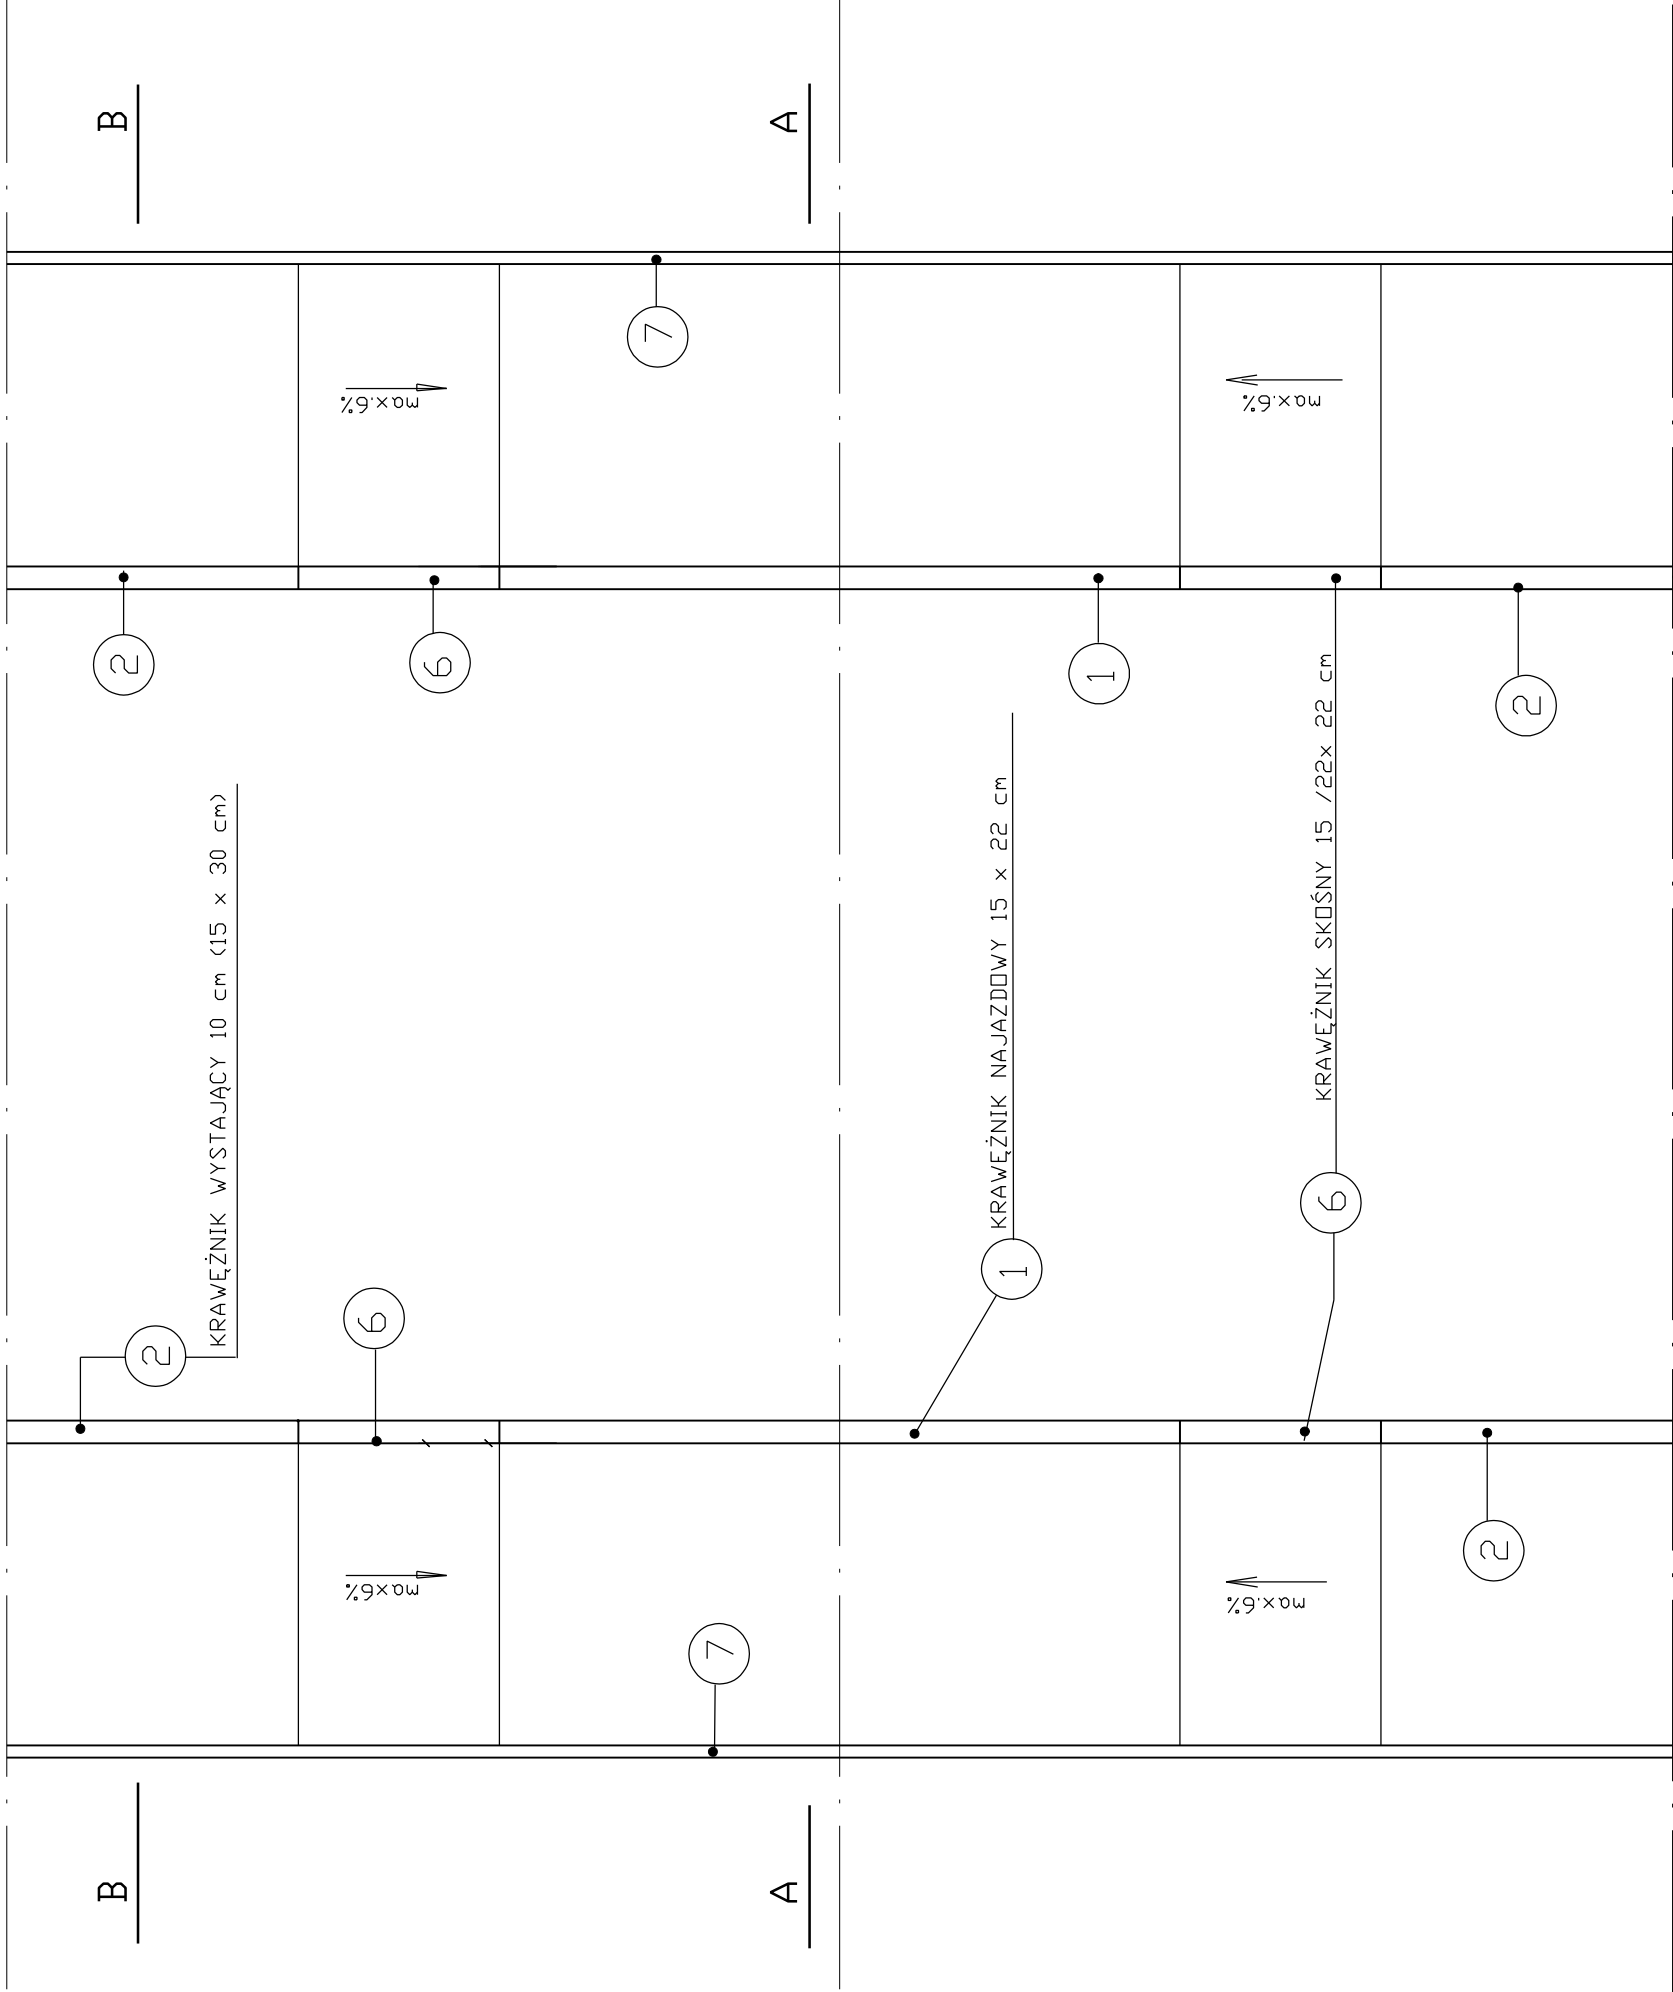 B
A
7
max.6%
max.6%
2
6
1
2
KRAWĘŻNIK WYSTAJĄCY 10 cm (15 x 30 cm)
KRAWĘŻNIK NAJAZDOWY 15 x 22 cm
KRAWĘŻNIK SKOŚNY 15 /22x 22 cm
6
1
6
2
2
max6%
max.6%
7
B
A